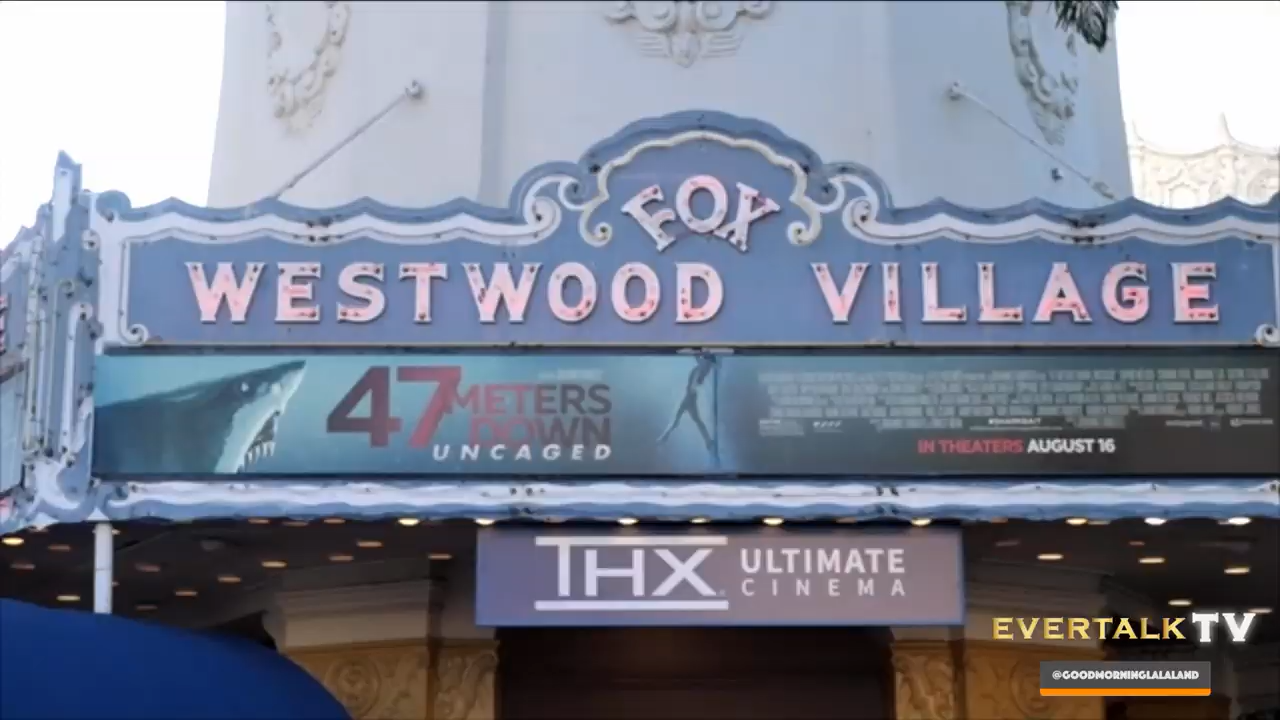 FOX
WESTWOOD VILLAGE
47 METERS DOWN
UNCAGED
IN THEATERS AUGUST 16
THX ULTIMATE CINEMA
EVERTALK TV
@GOODMORNINGLALALAND